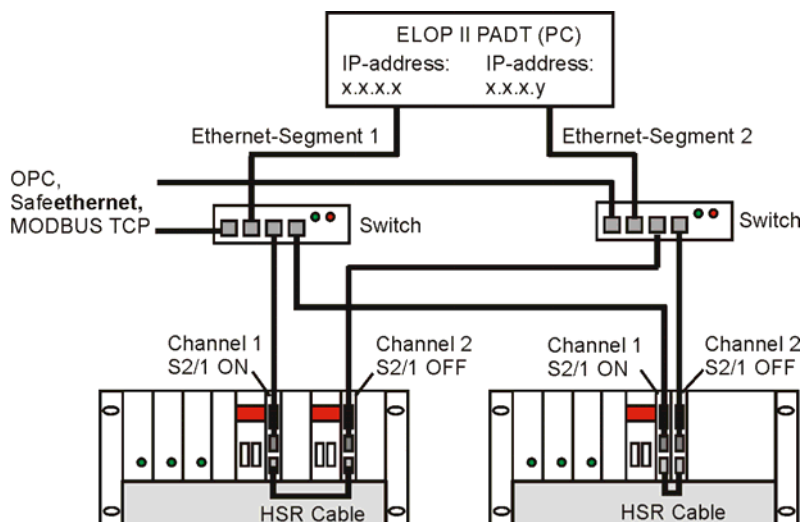 ELOP II PADT (PC)
IP-address: IP-address:
x.x.x.x x.x.x.y
Ethernet-Segment 1 Ethernet-Segment 2
OPC,
Safeethernet,
MODBUS TCP
Switch
Switch
Channel 1
S2/1 ON
Channel 2
S2/1 OFF
Channel 1
S2/1 ON
Channel 2
S2/1 OFF
HSR Cable
HSR Cable